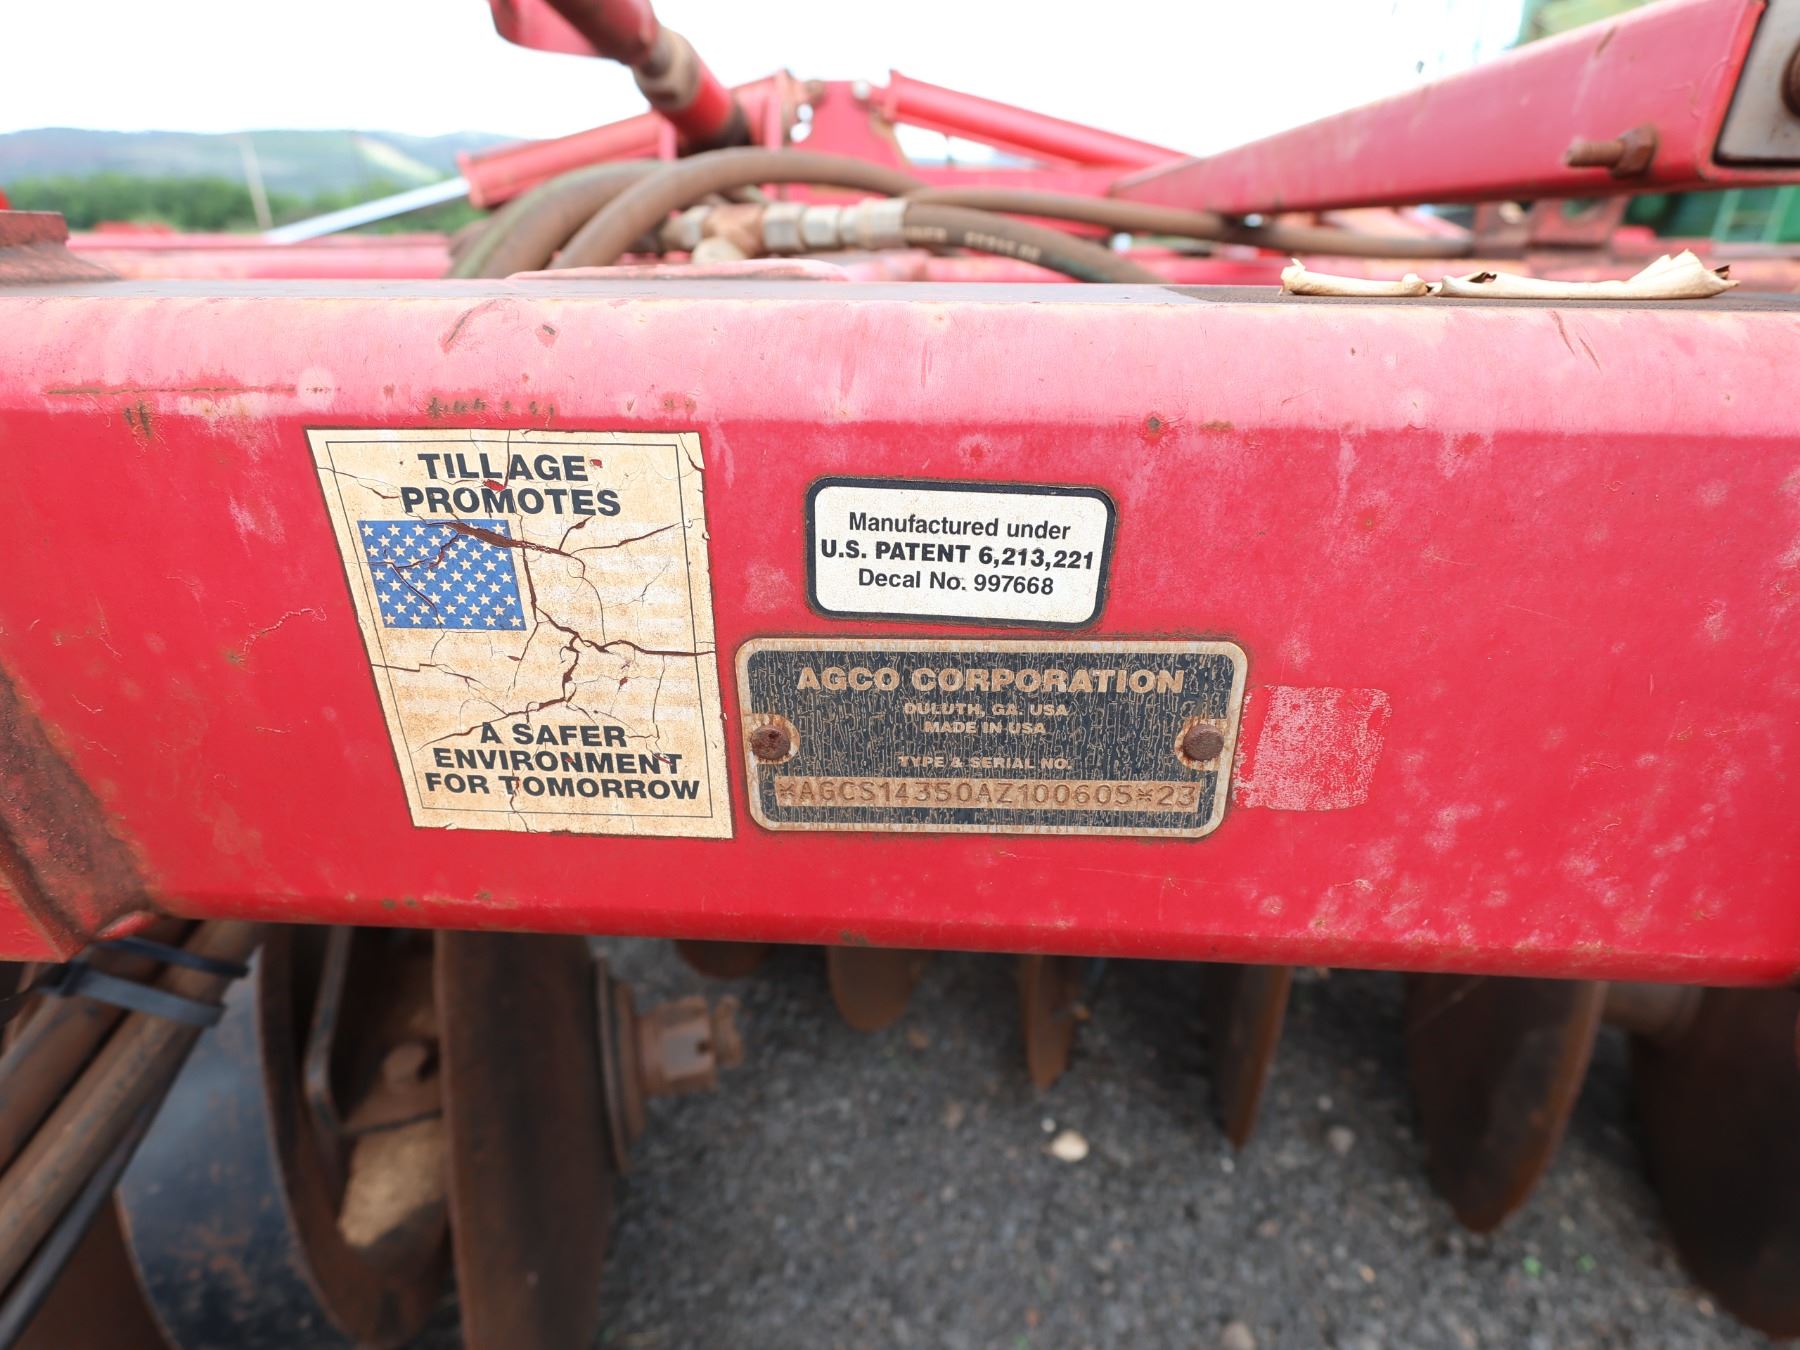 TILLAGE
PROMOTES
A SAFER
ENVIRONMENT
FOR TOMORROW
Manufactured under
U.S. PATENT 6,213,221
Decal No. 997668
AGCO CORPORATION
DULUTH, GA. USA
MADE IN USA
TYPE & SERIAL NO.
*AGCS14350AZ100605*23